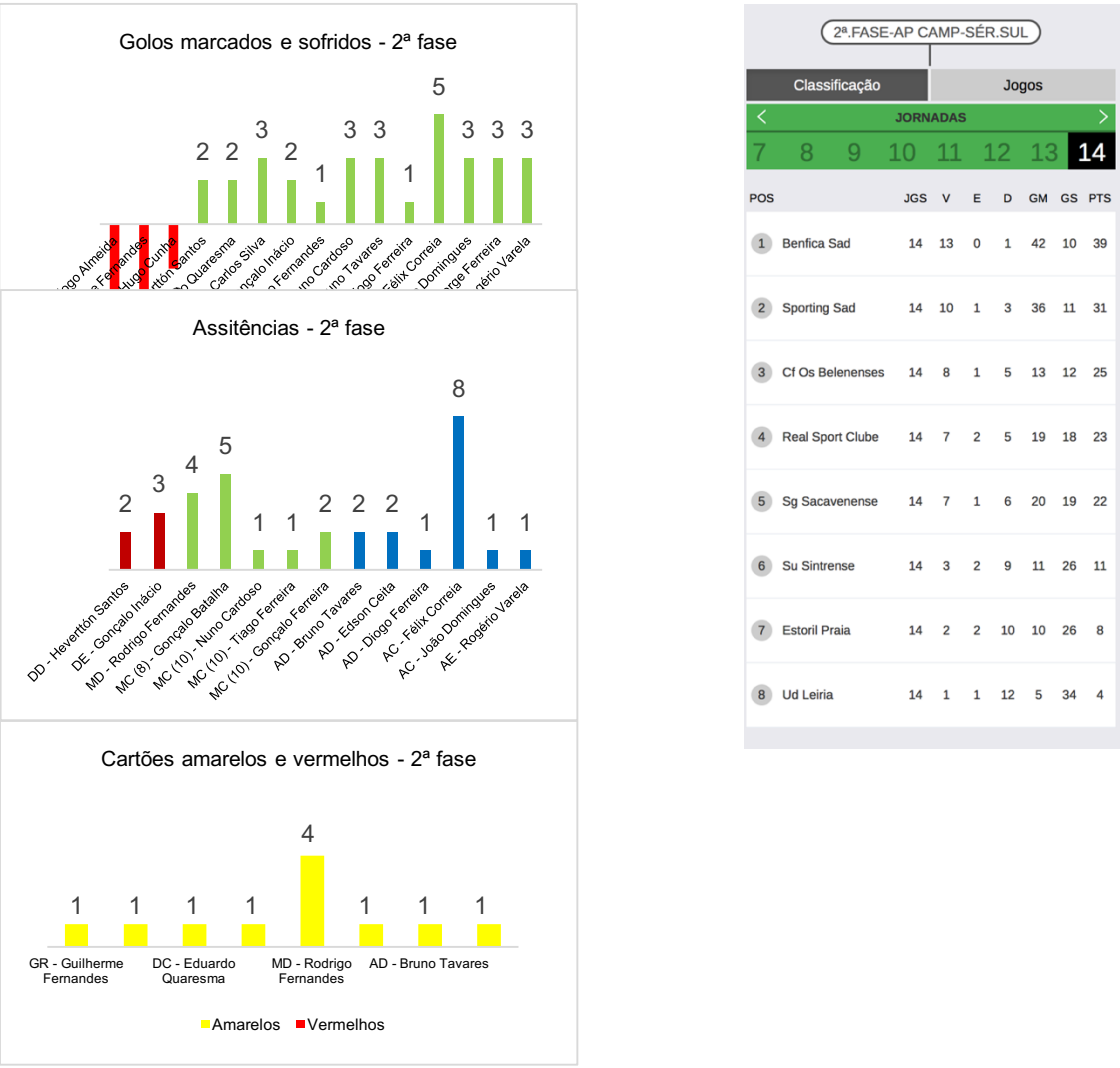 Golos marcados e sofridos - 2ª fase
2 2 3 2 1 3 3 1 5 3 3 3
Hugo Cunha
Quaresma
Carlos Silva
Fernandes
Cardoso
Tavares
Ferreira
Félix Correia
Domingues
Ferreira
Varela
Assitências - 2ª fase
2 3 4 5 1 1 2 2 2 1 8 1 1
DD - Hevertton Santos
DE - Gonçalo Inácio
MD - Rodrigo Fernandes
MC (8) - Gonçalo Batalha
MC (10) - Nuno Cardoso
MC (10) - Tiago Ferreira
MC (10) - Gonçalo Ferreira
AD - Bruno Tavares
AD - Edson Ceita
AD - Diogo Ferreira
AC - Félix Correia
AC - João Domingues
AE - Rogério Varela
Cartões amarelos e vermelhos - 2ª fase
1 1 1 1 4 1 1 1
GR - Guilherme
Fernandes
DC - Eduardo
Quaresma
MD - Rodrigo
Fernandes
AD - Bruno Tavares
Amarelos Vermelhos
2ª.FASE-AP CAMP-SÉR.SUL
Classificação Jogos
JORNADAS
7 8 9 10 11 12 13 14
POS JGS V E D GM GS PTS
1 Benfica Sad 14 13 0 1 42 10 39
2 Sporting Sad 14 10 1 3 36 11 31
3 Cf Os Belenenses 14 8 1 5 13 12 25
4 Real Sport Clube 14 7 2 5 19 18 23
5 Sg Sacavenense 14 7 1 6 20 19 22
6 Su Sintrense 14 3 2 9 11 26 11
7 Estoril Praia 14 2 2 10 10 26 8
8 Ud Leiria 14 1 1 12 5 34 4